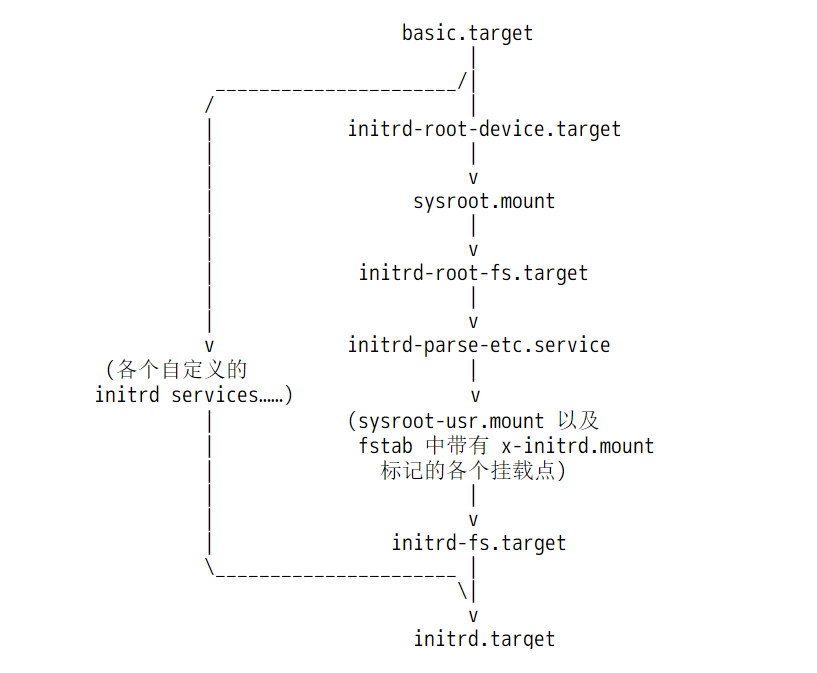 basic.target
initrd-root-device.target
v
sysroot.mount
v
initrd-root-fs.target
v
v
initrd-parse-etc.service
(各个自定义的
initrd services……)
v
(sysroot-usr.mount 以及
fstab 中带有 x-initrd.mount
标记的各个挂载点)
v
initrd-fs.target
v
initrd.target